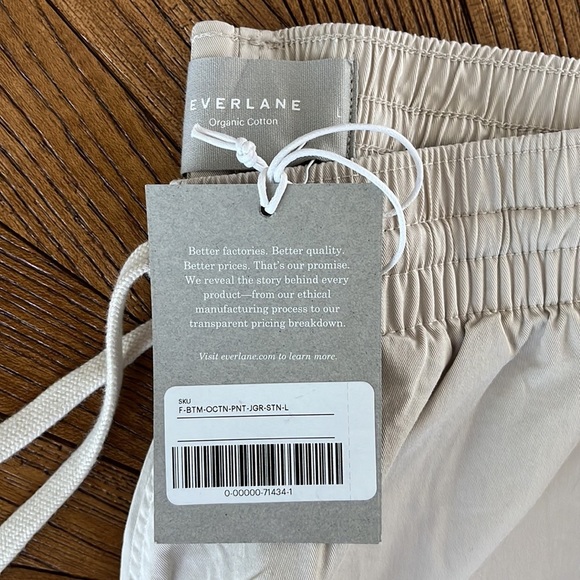 EVERLANE
L
Organic Cotton
Better factories. Better quality.
Better prices. That's our promise.
We reveal the story behind every
product—from our ethical
manufacturing process to our
transparent pricing breakdown.
Visit everlane.com to learn more.
SKU
F-BTM-OCTN-PNT-JGR-STN-L
0-00000-71434-1